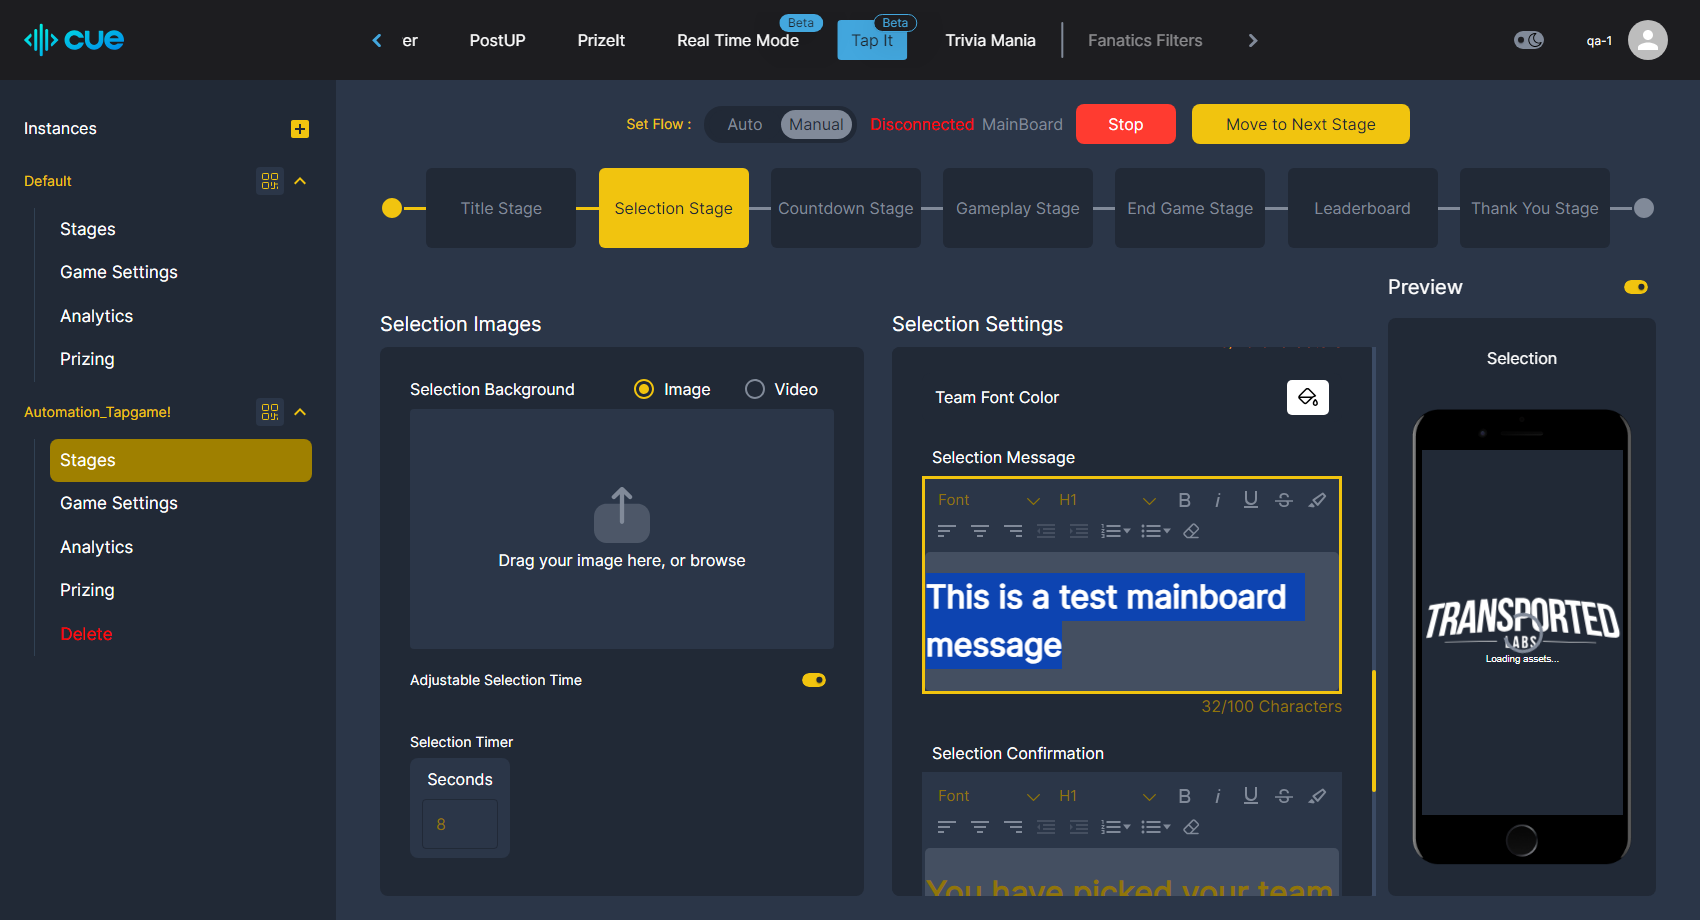 cue
er
PostUP
PrizeIt
Real Time Mode
Beta
Tap It
Beta
Trivia Mania
Fanatics Filters
qa-1
Instances
Default
Stages
Game Settings
Analytics
Prizing
Automation_Tapgame!
Stages
Game Settings
Analytics
Prizing
Delete
Set Flow :
Auto
Manual
Disconnected MainBoard
Stop
Move to Next Stage
Title Stage
Selection Stage
Countdown Stage
Gameplay Stage
End Game Stage
Leaderboard
Thank You Stage
Selection Images
Selection Background
Image
Video
Drag your image here, or browse
Adjustable Selection Time
Selection Timer
Seconds
8
Selection Settings
Team Font Color
Selection Message
Font
H1
B
i
U
S
This is a test mainboard
message
32/100 Characters
Selection Confirmation
Font
H1
B
i
U
S
You have picked your team
Preview
Selection
TRANSPORTED
LABS
Loading assets...